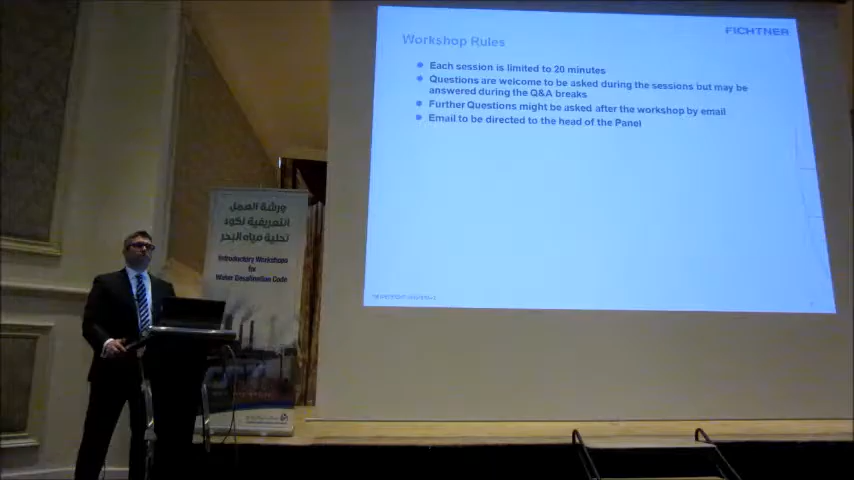 FICHTNER
Workshop Rules
Each session is limited to 20 minutes
Questions are welcome to be asked during the sessions but may be
answered during the Q&A breaks
Further Questions might be asked after the workshop by email
Email to be directed to the head of the Panel
ورشة العمل
التعريفية لكود
تحلية مياه البحر
Introductory Workshops
for
Water Desalination Code